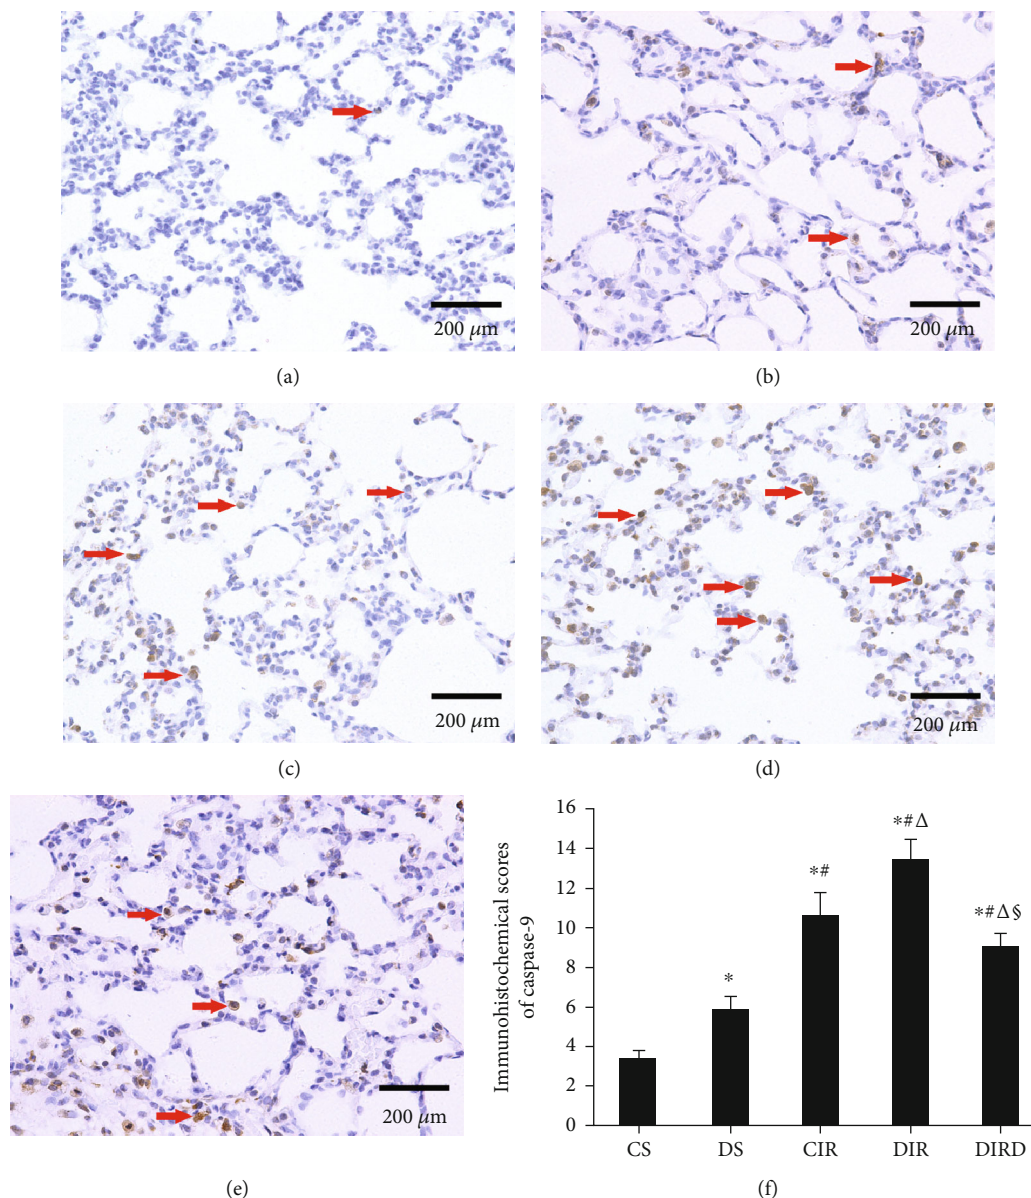 200 μm
200 μm
(a)
(b)
200 μm
200 μm
(c)
(d)
200 μm
(e)
Immunohistochemical scores
of caspase-9
16
14
12
10
8
6
4
2
0
*
*#
*#Δ
*#Δ§
CS DS CIR DIR DIRD
(f)